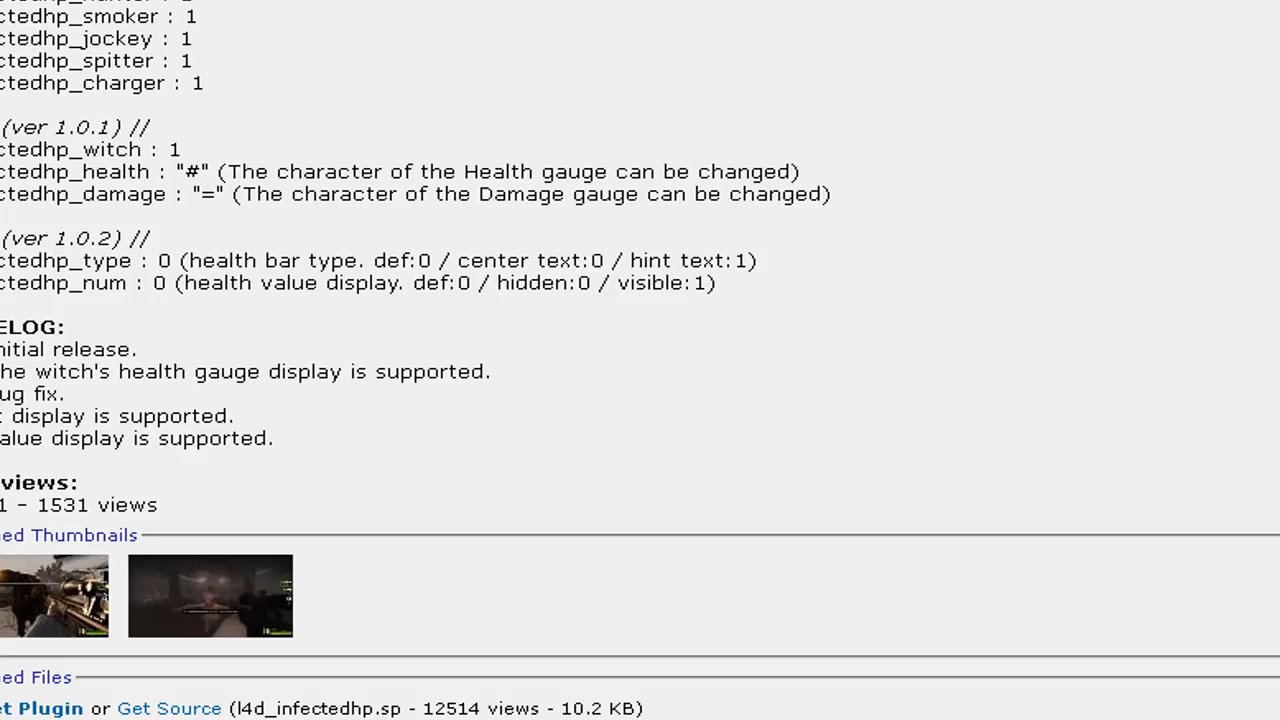 ctedhp_smoker : 1
ctedhp_jockey : 1
ctedhp_spitter : 1
ctedhp_charger : 1
(ver 1.0.1) //
ctedhp_witch : 1
ctedhp_health : "#" (The character of the Health gauge can be changed)
ctedhp_damage : "=" (The character of the Damage gauge can be changed)
(ver 1.0.2) //
ctedhp_type : 0 (health bar type. def:0 / center text:0 / hint text:1)
ctedhp_num : 0 (health value display. def:0 / hidden:0 / visible:1)
ELOG:
nitial release.
he witch's health gauge display is supported.
ug fix.
t display is supported.
alue display is supported.
views:
1 - 1531 views
ed Thumbnails
ed Files
et Plugin or Get Source (l4d_infectedhp.sp - 12514 views - 10.2 KB)